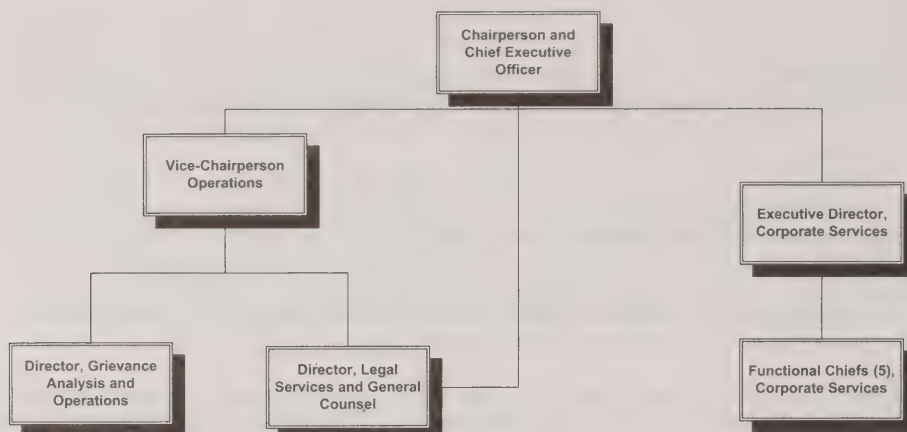 Chairperson and
Chief Executive
Officer
Vice-Chairperson
Operations
Executive Director,
Corporate Services
Director, Grievance
Analysis and
Operations
Director, Legal
Services and General
Counsel
Functional Chiefs (5),
Corporate Services